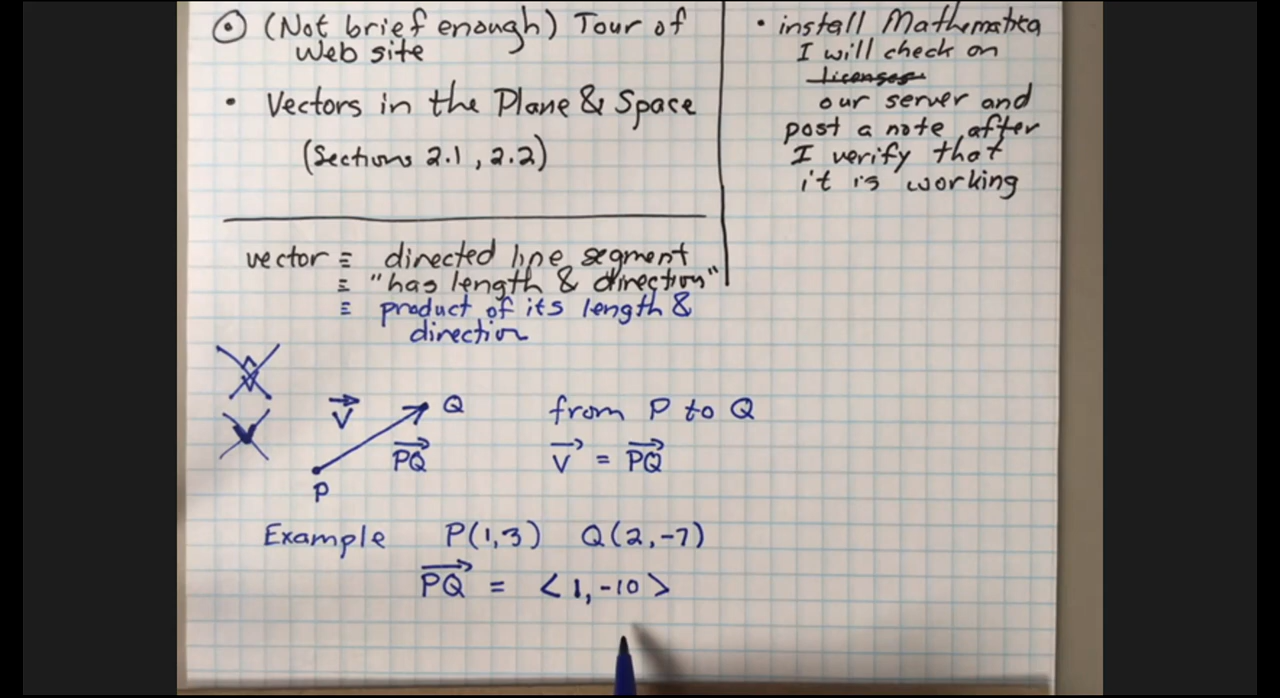 ⊙ (Not brief enough) Tour of
Web site
• Vectors in the Plane & Space
(Sections 2.1, 2.2)
• install Mathematica
I will check on
licenses
our server and
post a note after
I verify that
it is working
vector ≡ directed line segment
≡ "has length & direction"
≡ product of its length &
direction
V⃗ Q from P to Q
PQ⃗ V⃗ = PQ⃗
P
Example P(1,3) Q(2,-7)
PQ⃗ = <1,-10>